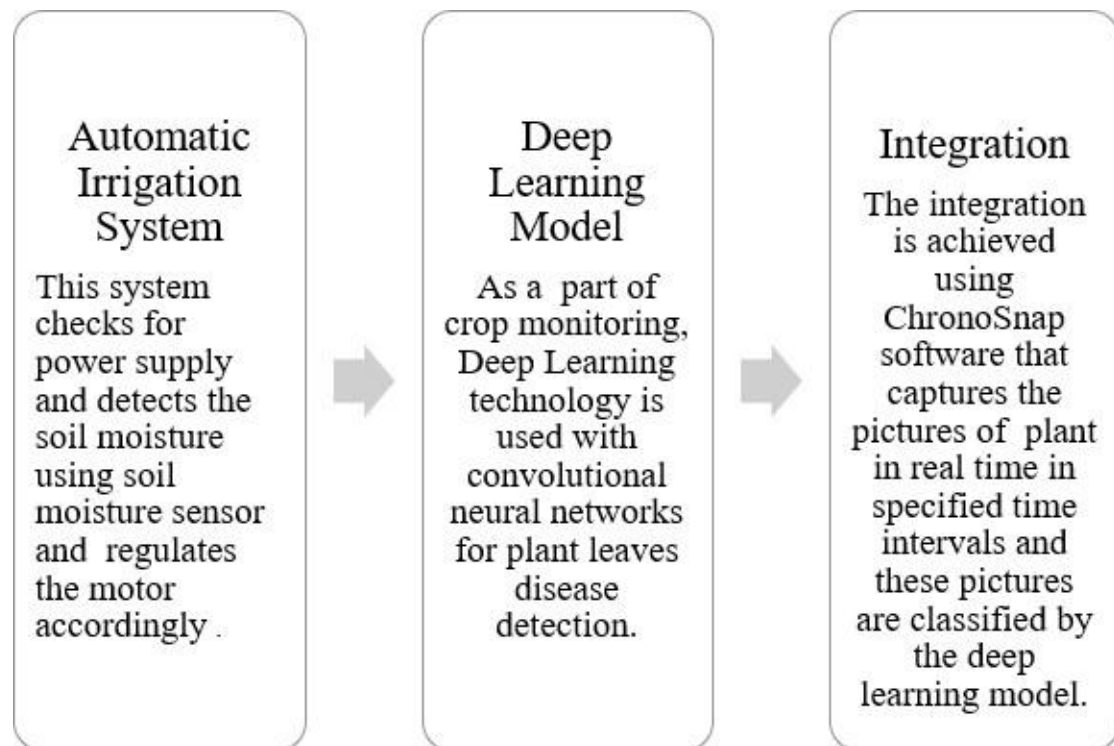 Automatic
Irrigation
System
This system
checks for
power supply
and detects the
soil moisture
using soil
moisture sensor
and regulates
the motor
accordingly .
Deep
Learning
Model
As a part of
crop monitoring,
Deep Learning
technology is
used with
convolutional
neural networks
for plant leaves
disease
detection.
Integration
The integration
is achieved
using
ChronoSnap
software that
captures the
pictures of plant
in real time in
specified time
intervals and
these pictures
are classified by
the deep
learning model.